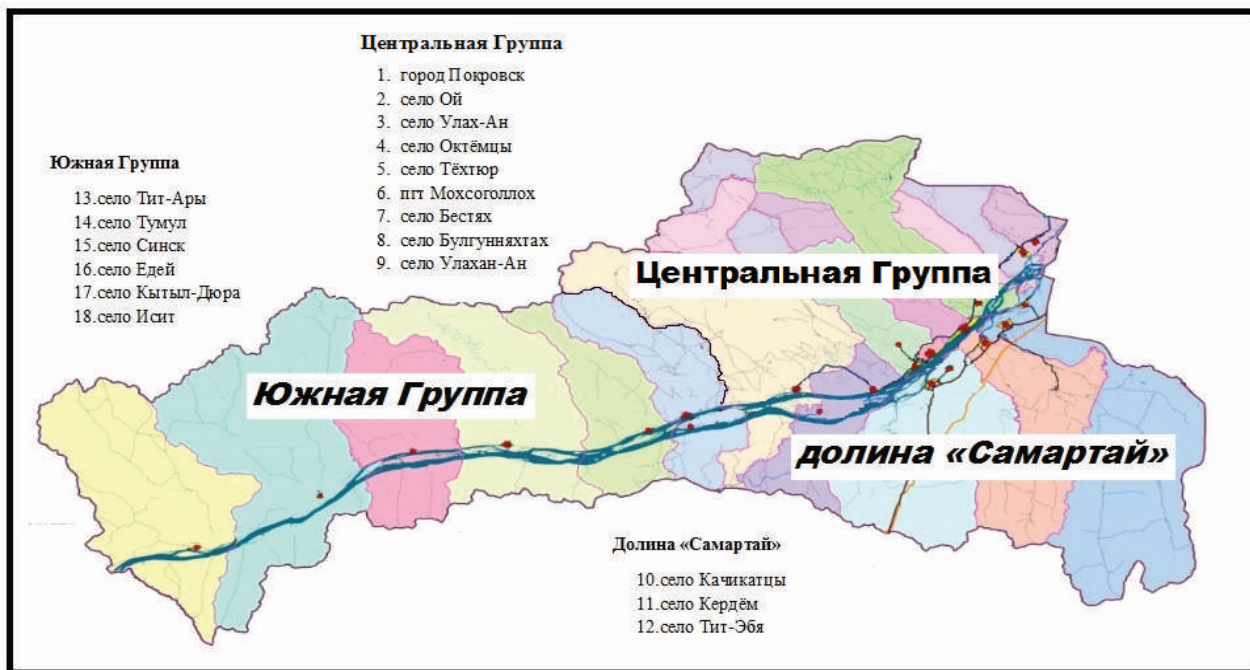 Центральная Группа
1. город Покровск
2. село Ой
3. село Улах-Ан
4. село Октёмцы
5. село Тёхтюр
6. пгт Мохсоголлох
7. село Бестях
8. село Булгунняхтах
9. село Улахан-Ан
Южная Группа
13.село Тит-Ары
14.село Тумул
15.село Синск
16.село Едей
17.село Кытыл-Дюра
18.село Исит
Центральная Группа
Южная Группа
долина «Самартай»
Долина «Самартай»
10.село Качикатцы
11.село Кердём
12.село Тит-Эбя